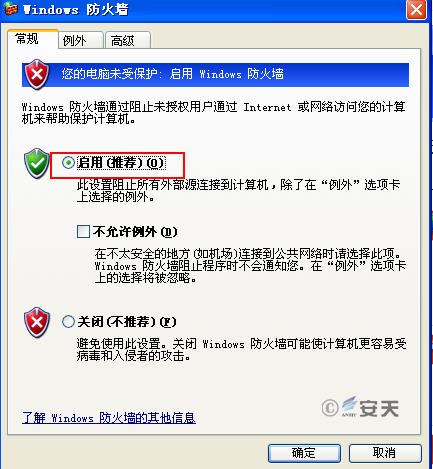 Windows 防火墙
常规 例外 高级
您的电脑未受保护: 启用 Windows 防火墙
Windows 防火墙通过阻止未授权用户通过 Internet 或网络访问您的计算
机来帮助保护计算机。
启用(推荐)(O)
此设置阻止所有外部源连接到计算机，除了在“例外”选项卡
上选择的例外。
不允许例外(D)
在不太安全的地方(如机场)连接到公共网络时请选择此项。
Windows 防火墙阻止程序时不会通知您。在“例外”选项卡
上的选择将被忽略。
关闭(不推荐)(F)
避免使用此设置。关闭 Windows 防火墙可能使计算机更容易受
病毒和入侵者的攻击。
© ANTIY 安天
了解 Windows 防火墙的其他信息
确定 取消